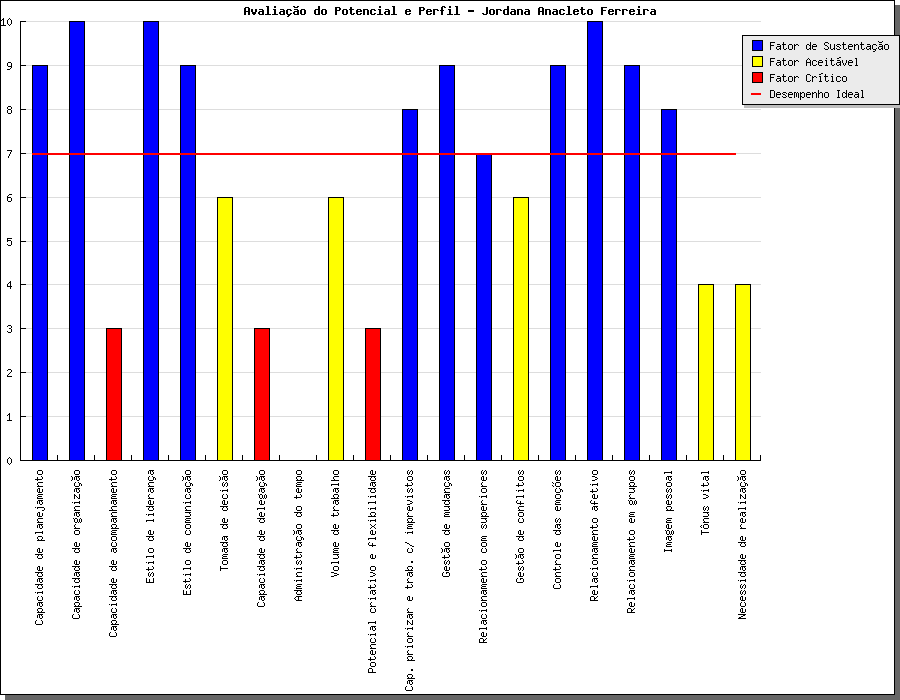 Avaliação do Potencial e Perfil - Jordana Anacleto Ferreira
Fator de Sustentação
Fator Aceitável
Fator Crítico
Desempenho Ideal
10
9
8
7
6
5
4
3
2
1
0
Capacidade de planejamento
Capacidade de organização
Capacidade de acompanhamento
Estilo de liderança
Estilo de comunicação
Tomada de decisão
Capacidade de delegação
Administração do tempo
Volume de trabalho
Potencial criativo e flexibilidade
Cap. priorizar e trab. c/ imprevistos
Gestão de mudanças
Relacionamento com superiores
Gestão de conflitos
Controle das emoções
Relacionamento afetivo
Relacionamento em grupos
Imagem pessoal
Tônus vital
Necessidade de realização